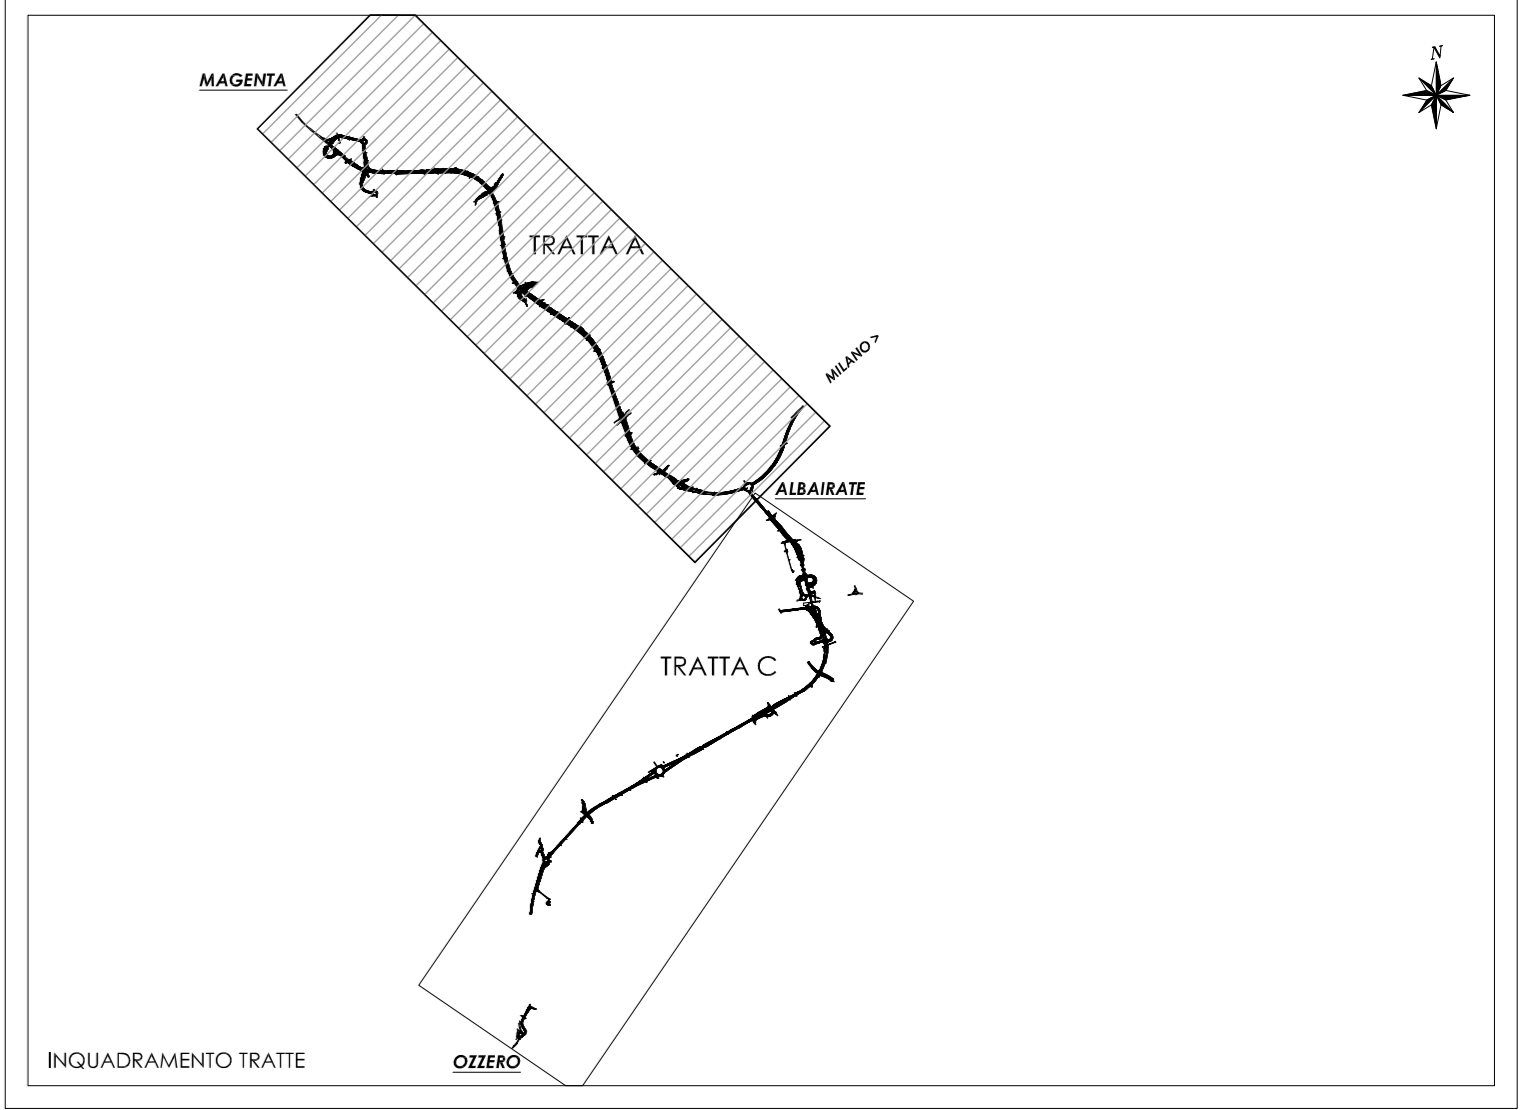 N
MAGENTA
TRATTA A
MILANO >
ALBAIRATE
TRATTA C
INQUADRAMENTO TRATTE
OZZERO